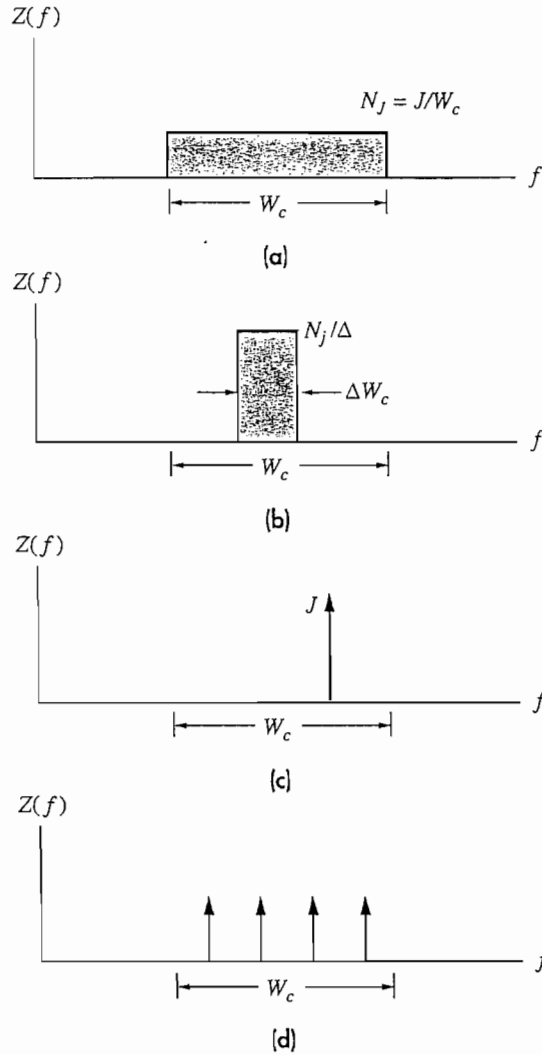 Z(f)
N_J = J/W_c
f
W_c
(a)
Z(f)
N_j/Δ
ΔW_c
f
W_c
(b)
Z(f)
J
f
W_c
(c)
Z(f)
f
W_c
(d)